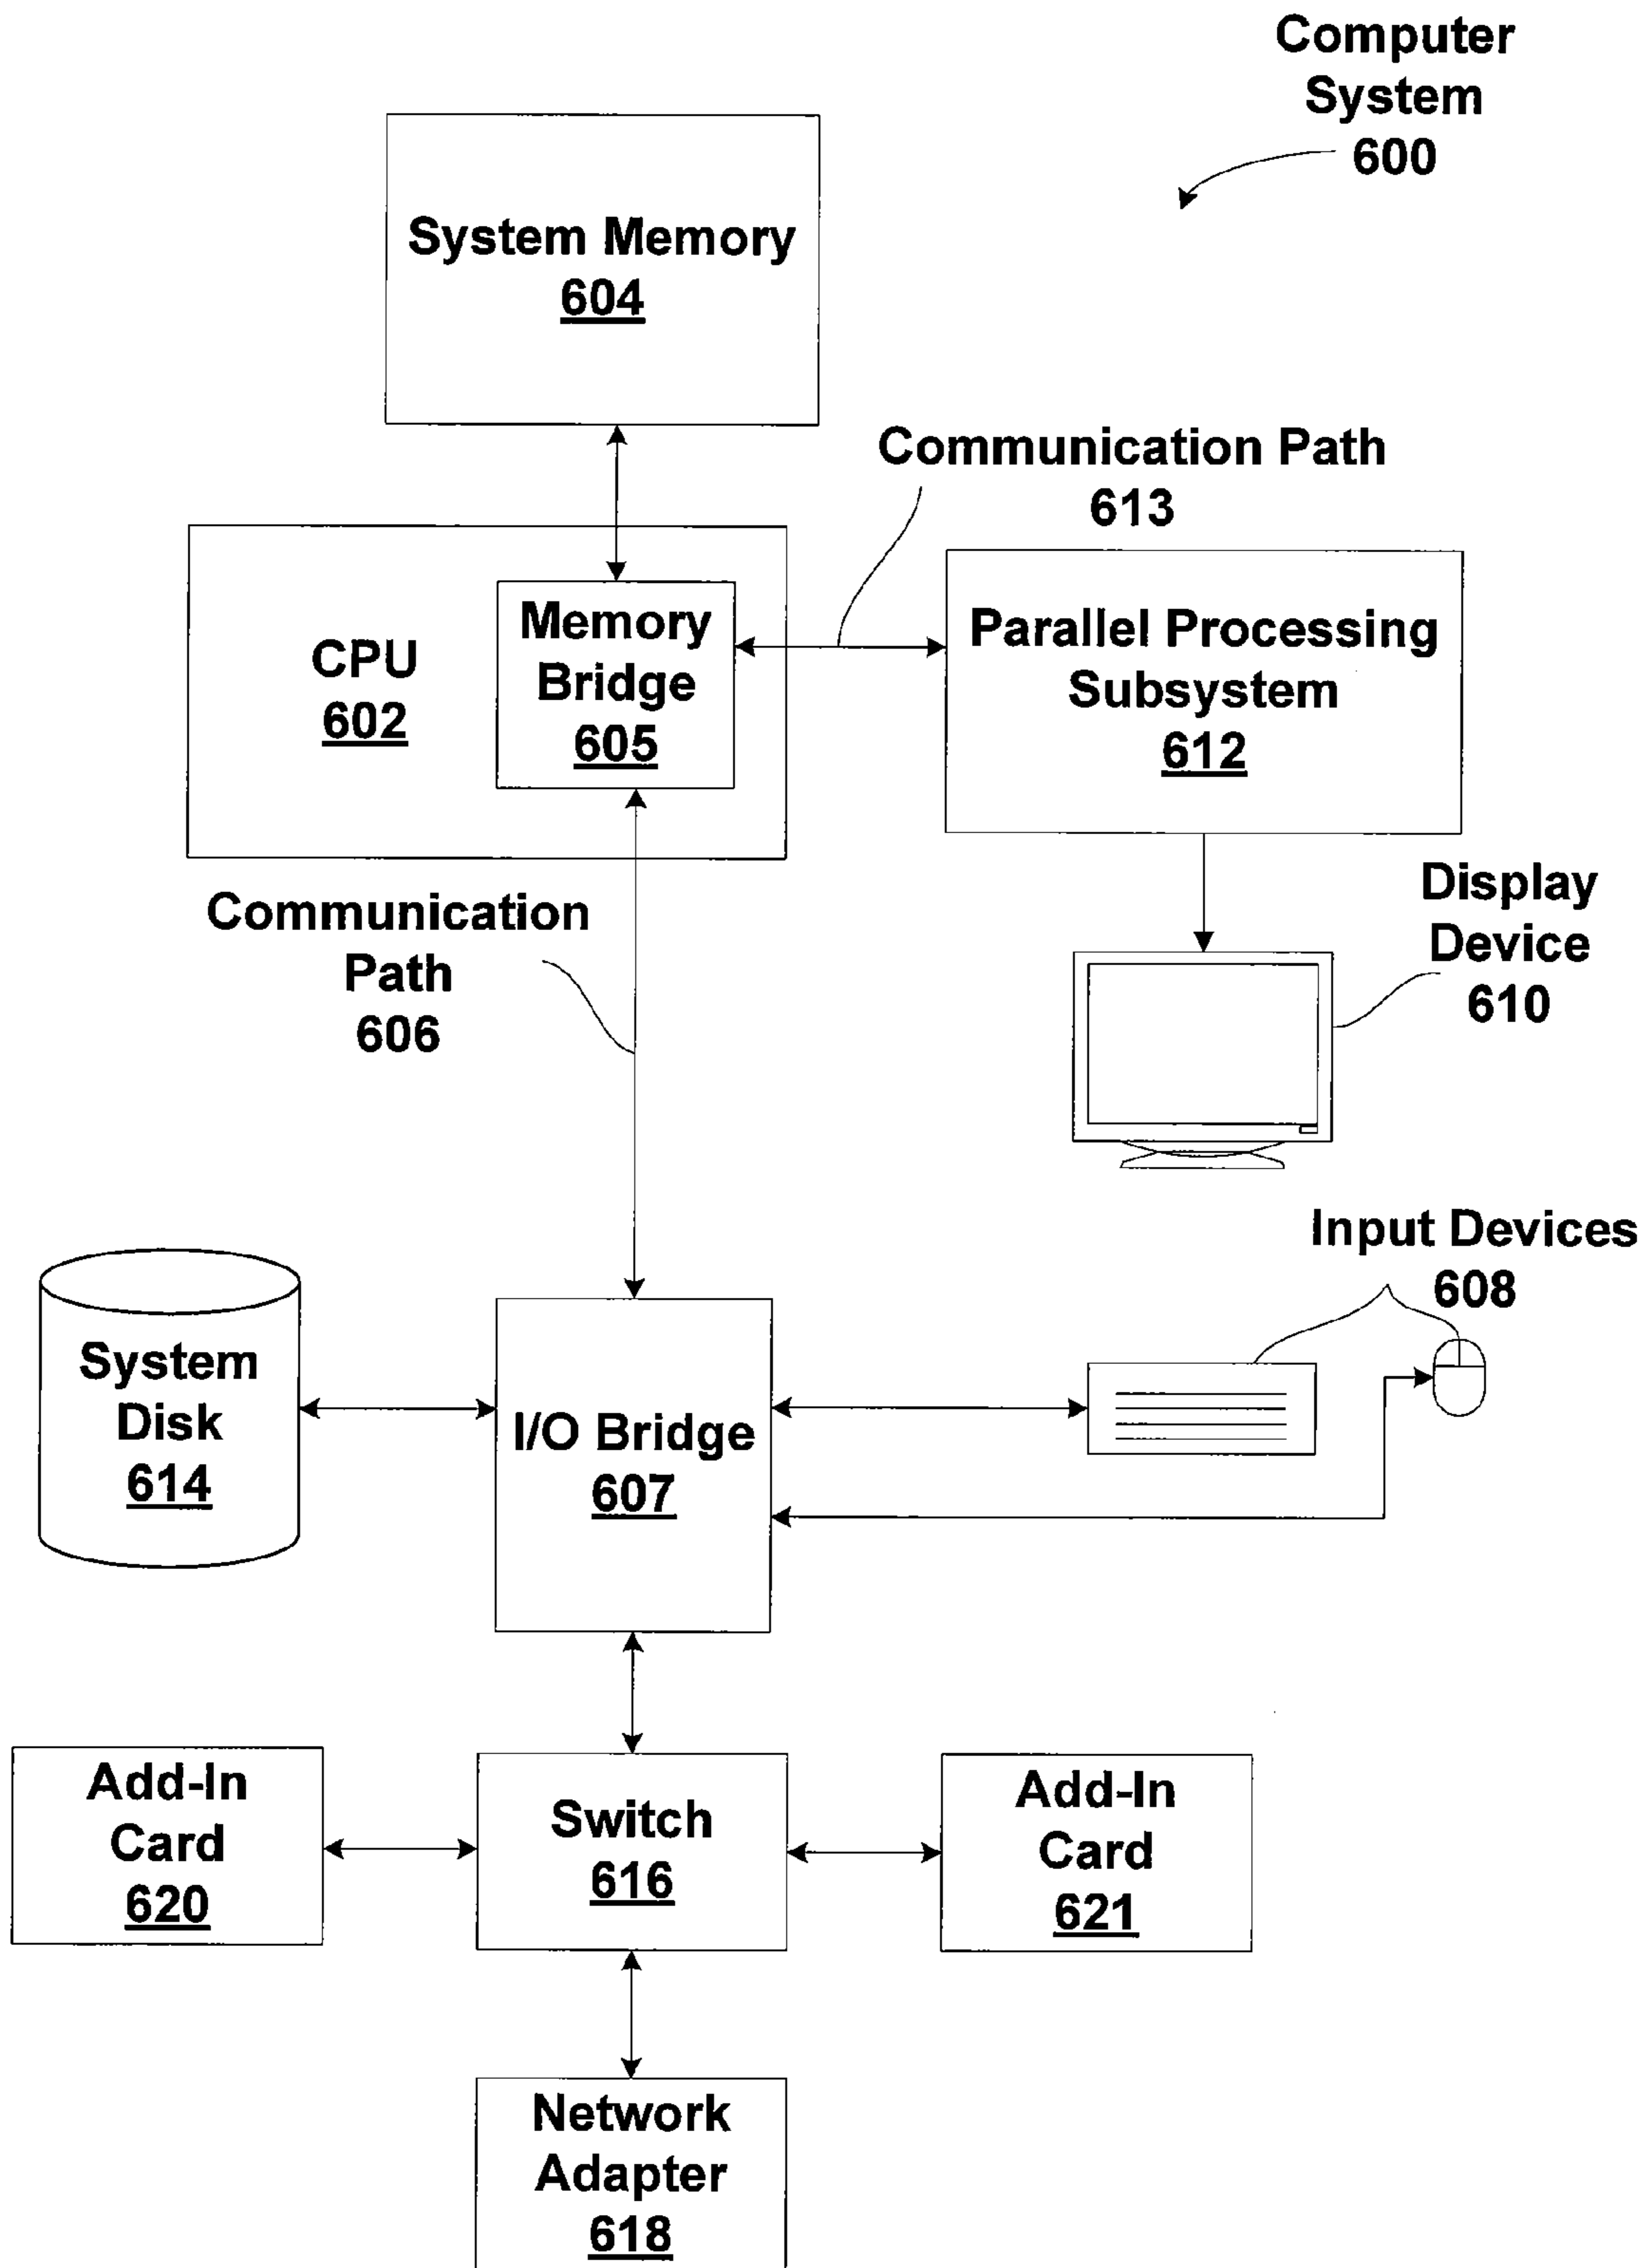 Computer
System
600
System Memory
604
Communication Path
613
CPU
602
Memory
Bridge
605
Parallel Processing
Subsystem
612
Communication
Path
606
Display
Device
610
Input Devices
608
System
Disk
614
I/O Bridge
607
Add-In
Card
620
Switch
616
Add-In
Card
621
Network
Adapter
618